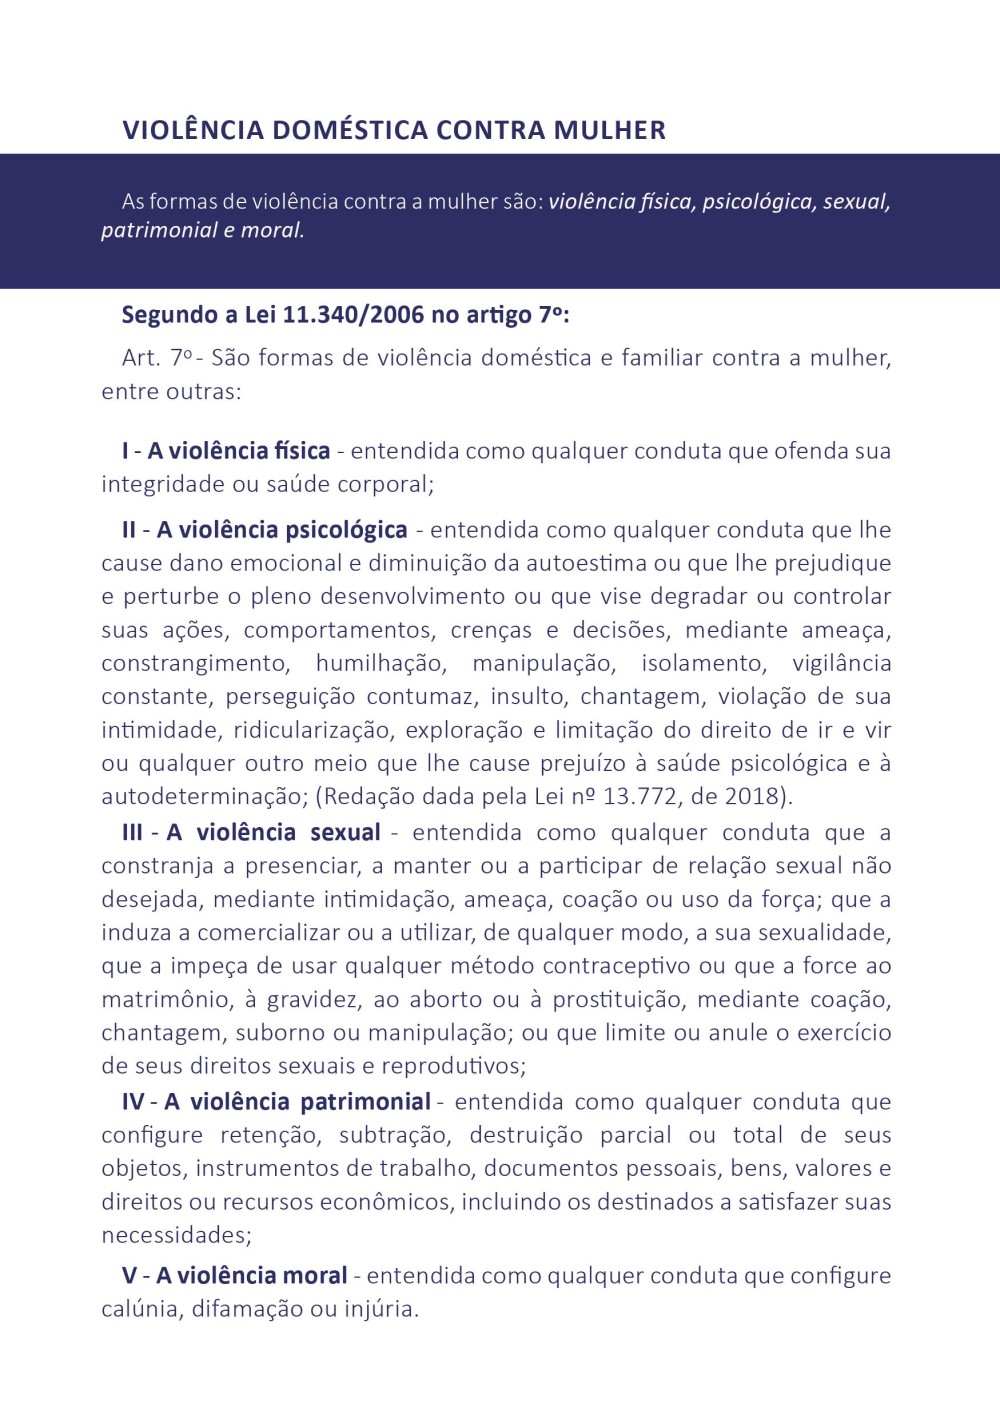 VIOLÊNCIA DOMÉSTICA CONTRA MULHER
As formas de violência contra a mulher são: violência física, psicológica, sexual,
patrimonial e moral.
Segundo a Lei 11.340/2006 no artigo 7º:
Art. 7º - São formas de violência doméstica e familiar contra a mulher,
entre outras:
I - A violência física - entendida como qualquer conduta que ofenda sua
integridade ou saúde corporal;
II - A violência psicológica - entendida como qualquer conduta que lhe
cause dano emocional e diminuição da autoestima ou que lhe prejudique
e perturbe o pleno desenvolvimento ou que vise degradar ou controlar
suas ações, comportamentos, crenças e decisões, mediante ameaça,
constrangimento, humilhação, manipulação, isolamento, vigilância
constante, perseguição contumaz, insulto, chantagem, violação de sua
intimidade, ridicularização, exploração e limitação do direito de ir e vir
ou qualquer outro meio que lhe cause prejuízo à saúde psicológica e à
autodeterminação; (Redação dada pela Lei nº 13.772, de 2018).
III - A violência sexual - entendida como qualquer conduta que a
constranja a presenciar, a manter ou a participar de relação sexual não
desejada, mediante intimidação, ameaça, coação ou uso da força; que a
induza a comercializar ou a utilizar, de qualquer modo, a sua sexualidade,
que a impeça de usar qualquer método contraceptivo ou que a force ao
matrimônio, à gravidez, ao aborto ou à prostituição, mediante coação,
chantagem, suborno ou manipulação; ou que limite ou anule o exercício
de seus direitos sexuais e reprodutivos;
IV - A violência patrimonial - entendida como qualquer conduta que
configure retenção, subtração, destruição parcial ou total de seus
objetos, instrumentos de trabalho, documentos pessoais, bens, valores e
direitos ou recursos econômicos, incluindo os destinados a satisfazer suas
necessidades;
V - A violência moral - entendida como qualquer conduta que configure
calúnia, difamação ou injúria.